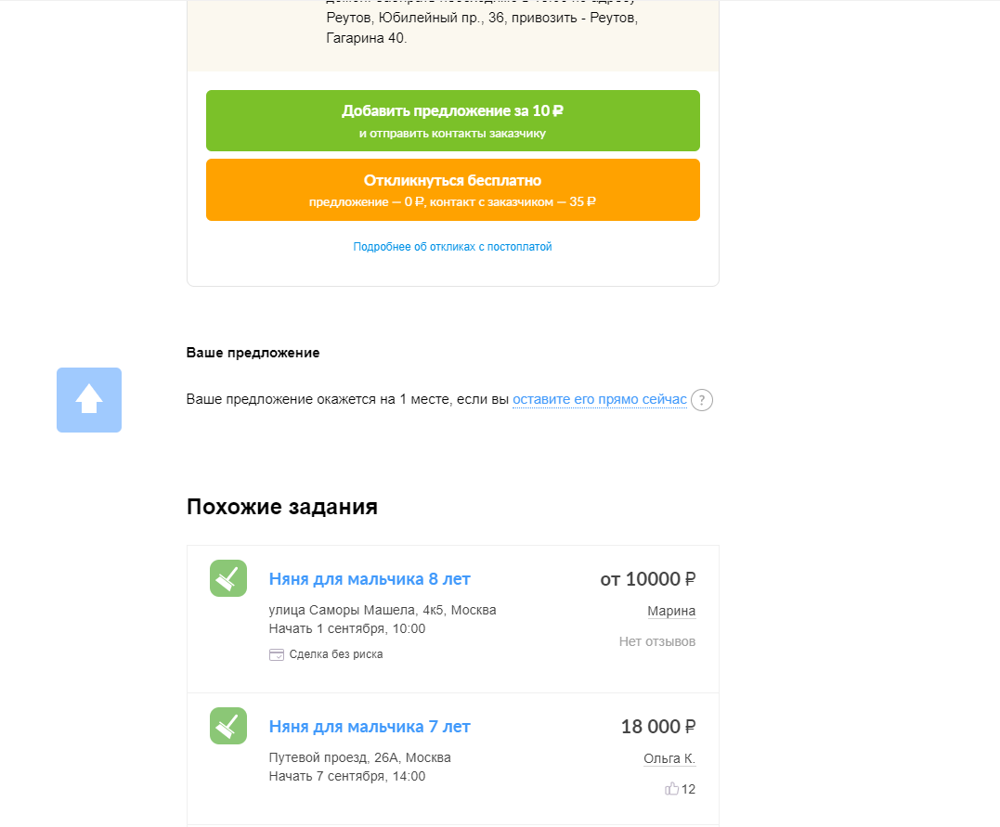 Реутов, Юбилейный пр., 36, привозить - Реутов,
Гагарина 40.
Добавить предложение за 10 ₽
и отправить контакты заказчику
Откликнуться бесплатно
предложение — 0 ₽, контакт с заказчиком — 35 ₽
Подробнее об откликах с постоплатой
Ваше предложение
Ваше предложение окажется на 1 месте, если вы оставите его прямо сейчас ?
Похожие задания
Няня для мальчика 8 лет
от 10000 ₽
улица Саморы Машела, 4к5, Москва
Марина
Начать 1 сентября, 10:00
Нет отзывов
Сделка без риска
Няня для мальчика 7 лет
18 000 ₽
Путевой проезд, 26А, Москва
Ольга К.
Начать 7 сентября, 14:00
12